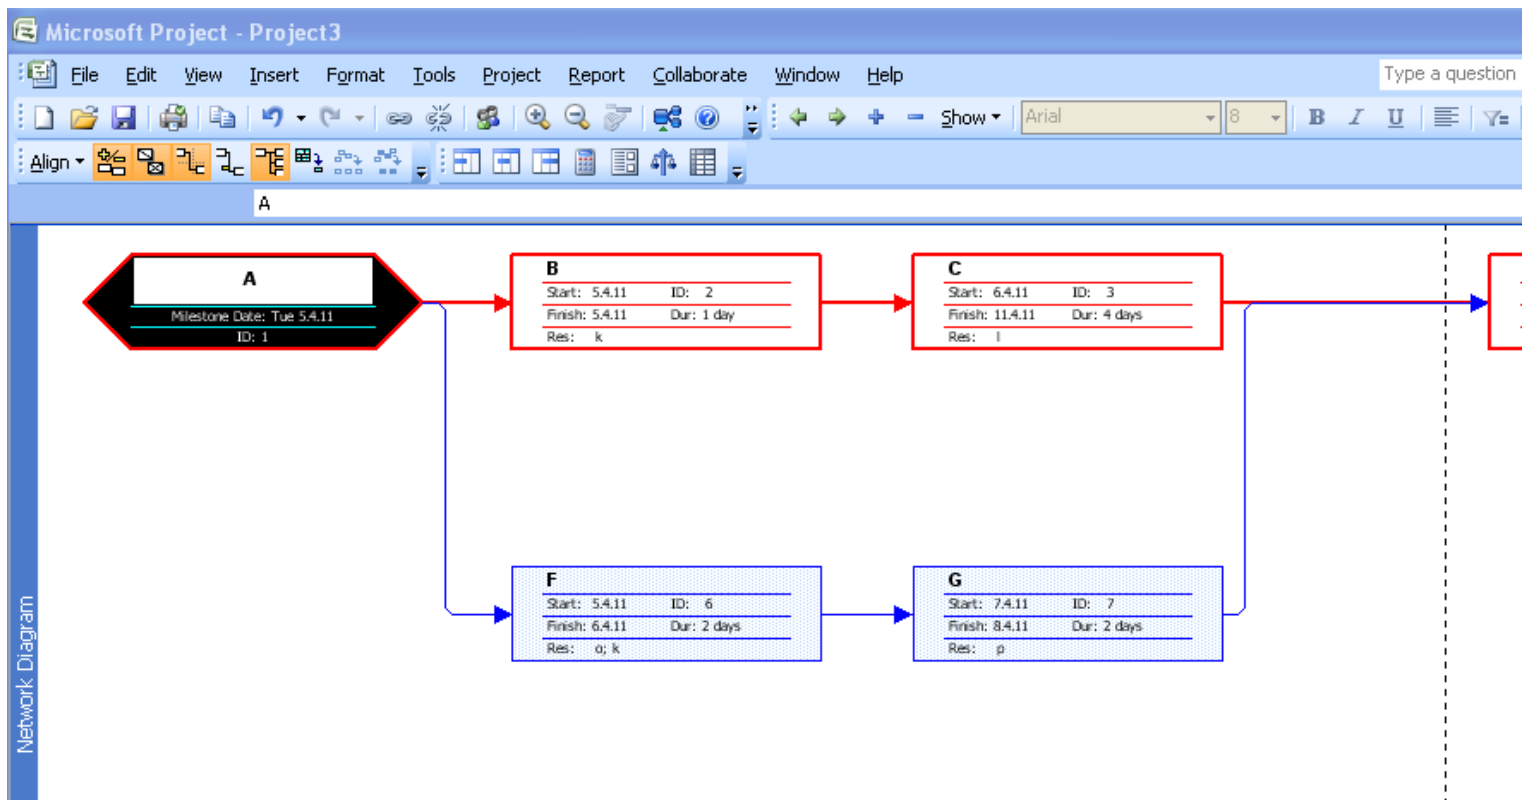 Microsoft Project - Project3
File Edit View Insert Format Tools Project Report Collaborate Window Help
Type a question
Show Arial 8 B I U
Align
A
A
Milestone Date: Tue 5.4.11
ID: 1
B
Start: 5.4.11 ID: 2
Finish: 5.4.11 Dur: 1 day
Res: k
C
Start: 6.4.11 ID: 3
Finish: 11.4.11 Dur: 4 days
Res: l
F
Start: 5.4.11 ID: 6
Finish: 6.4.11 Dur: 2 days
Res: o; k
G
Start: 7.4.11 ID: 7
Finish: 8.4.11 Dur: 2 days
Res: p
Network Diagram